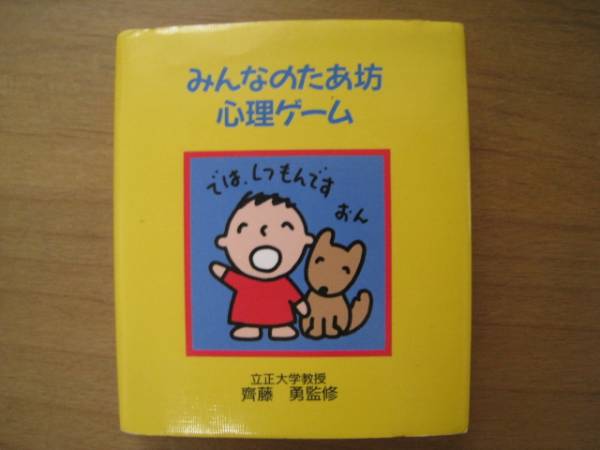 みんなのたあ坊
心理ゲーム
では、しつもんです
おん
立正大学教授
齊藤 勇監修